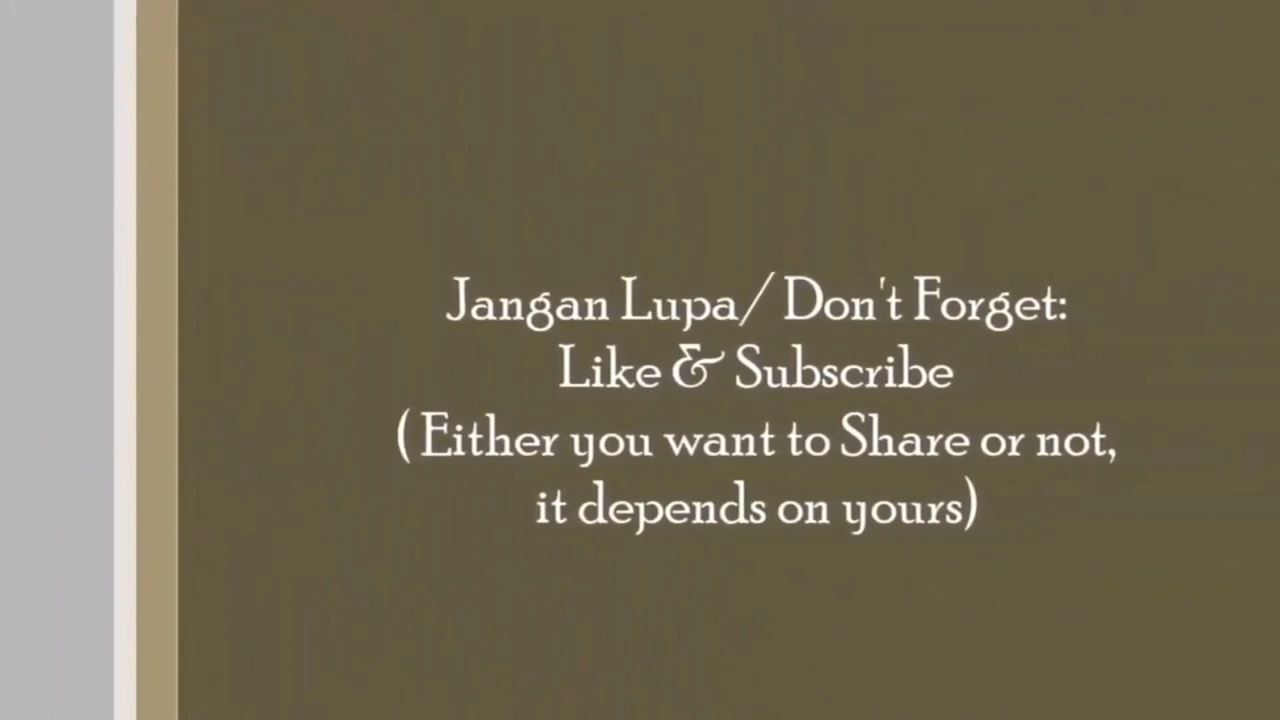 Jangan Lupa/ Don't Forget:
Like & Subscribe
( Either you want to Share or not,
it depends on yours)